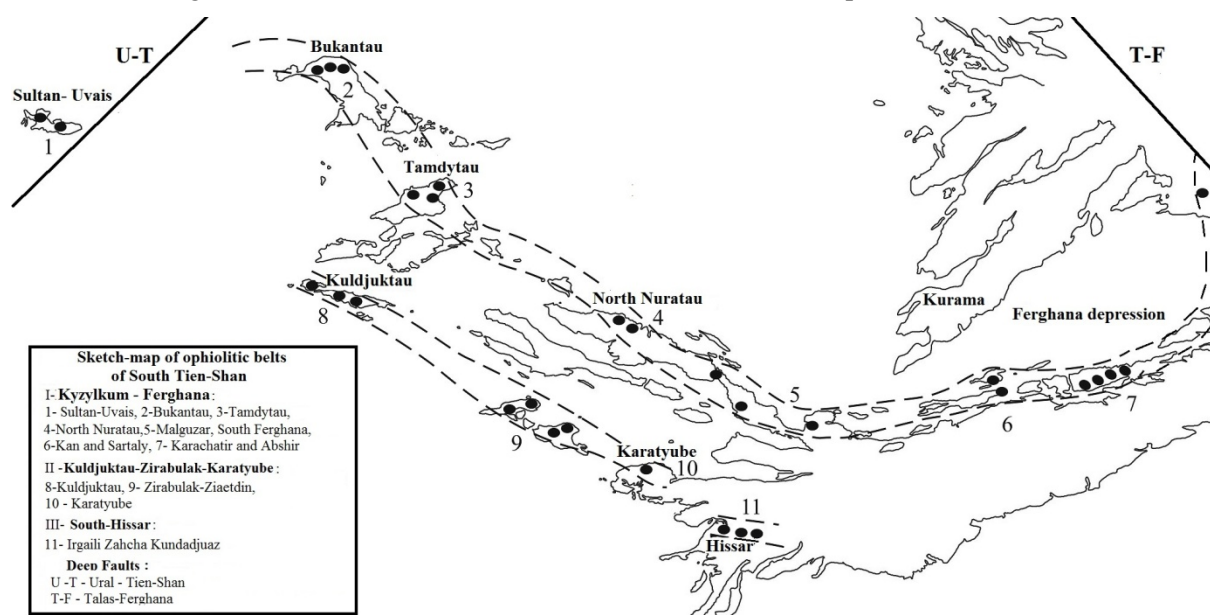 U-T
T-F
Bukantau
2
Sultan- Uvais
1
Tamdytau
3
Kuldjuktau
8
North Nuratau
4
Kurama
Ferghana depression
5
6
7
9
Karatyube
10
11
Hissar
Sketch-map of ophiolitic belts
of South Tien-Shan
I- Kyzylkum - Ferghana:
1- Sultan-Uvais, 2-Bukantau, 3-Tamdytau,
4-North Nuratau,5-Malguzar, South Ferghana,
6-Kan and Sartaly, 7- Karachatir and Abshir
II -Kuldjuktau-Zirabulak-Karatyube:
8-Kuldjuktau, 9- Zirabulak-Ziaetdin,
10 - Karatyube
III- South-Hissar:
11- Irgaili Zahcha Kundadjuaz
Deep Faults :
U -T - Ural - Tien-Shan
T-F - Talas-Ferghana